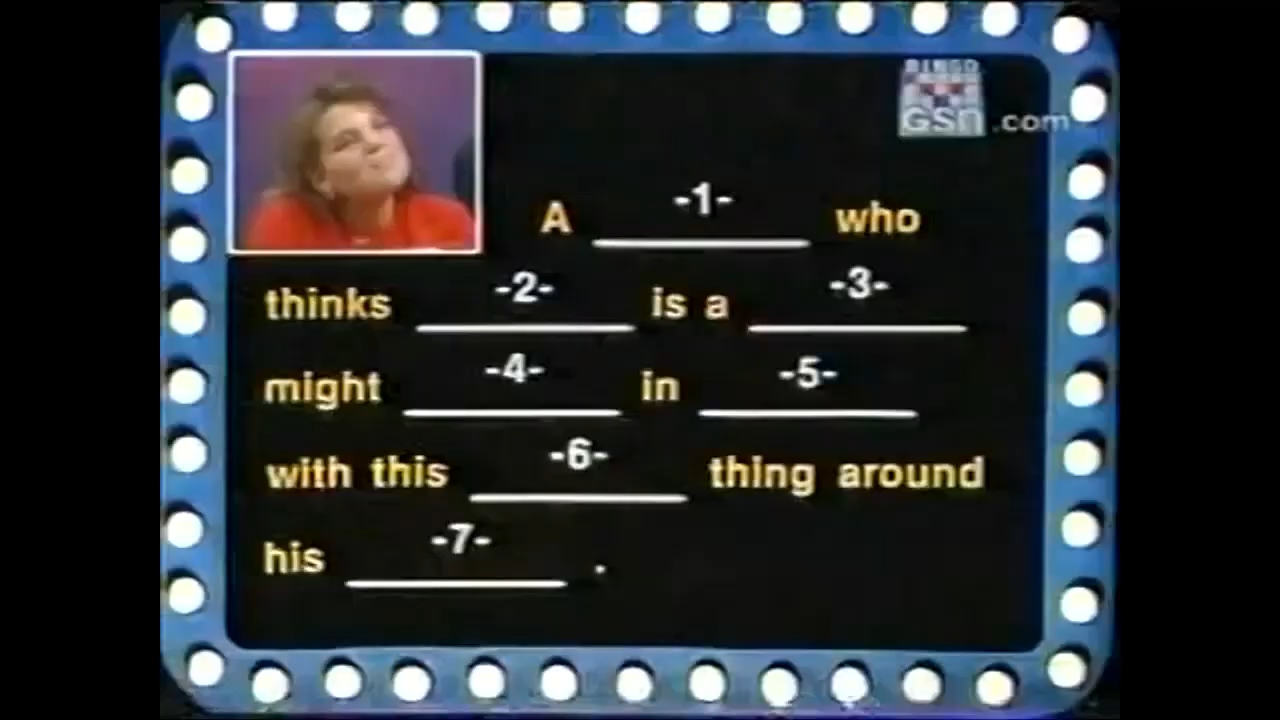 BINGO
GSN.com
A -1- who
thinks -2- is a -3-
might -4- in -5-
with this -6- thing around
his -7- .